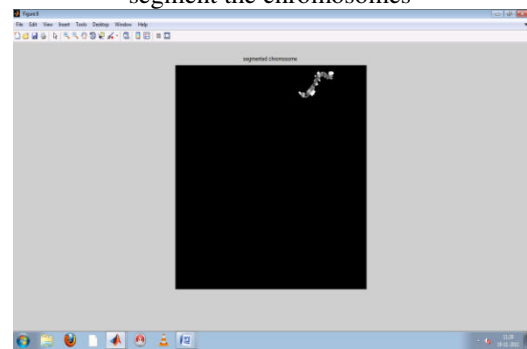 segment the chromosomes
Figure 8
File Edit View Insert Tools Desktop Window Help
segmented chromosome